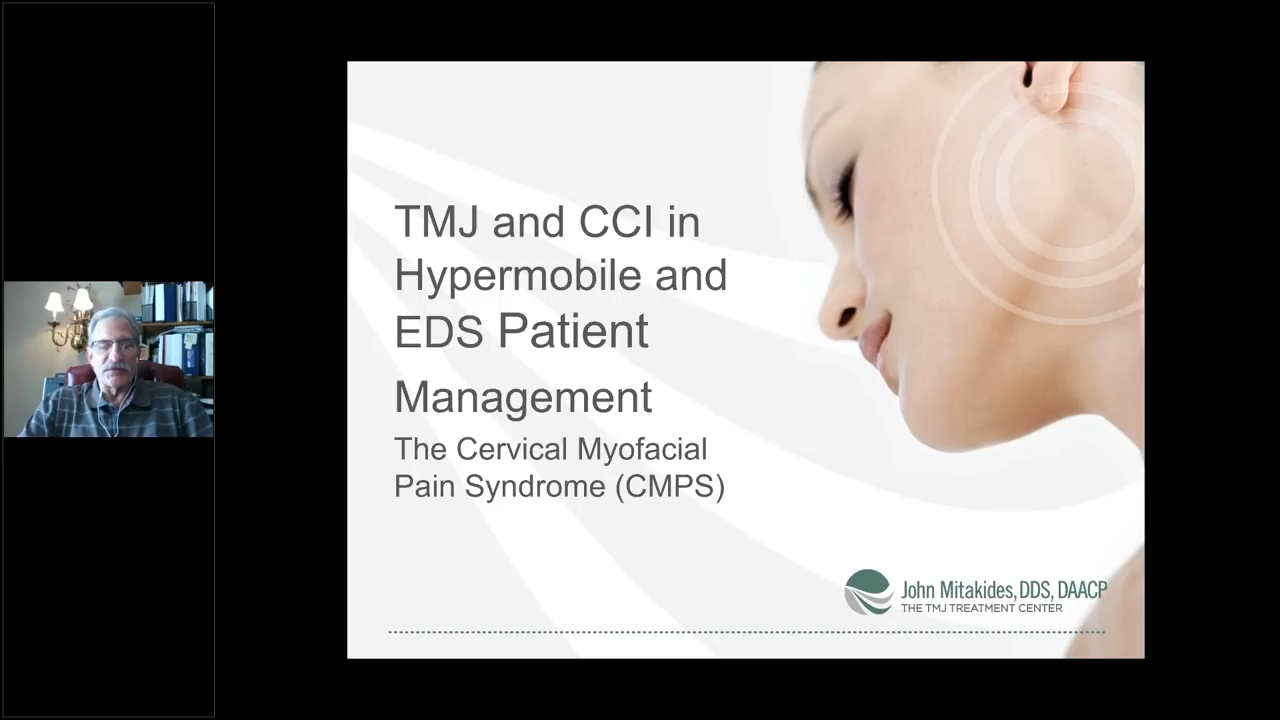 TMJ and CCI in
Hypermobile and
EDS Patient
Management
The Cervical Myofacial
Pain Syndrome (CMPS)
John Mitakides, DDS, DAACP
THE TMJ TREATMENT CENTER